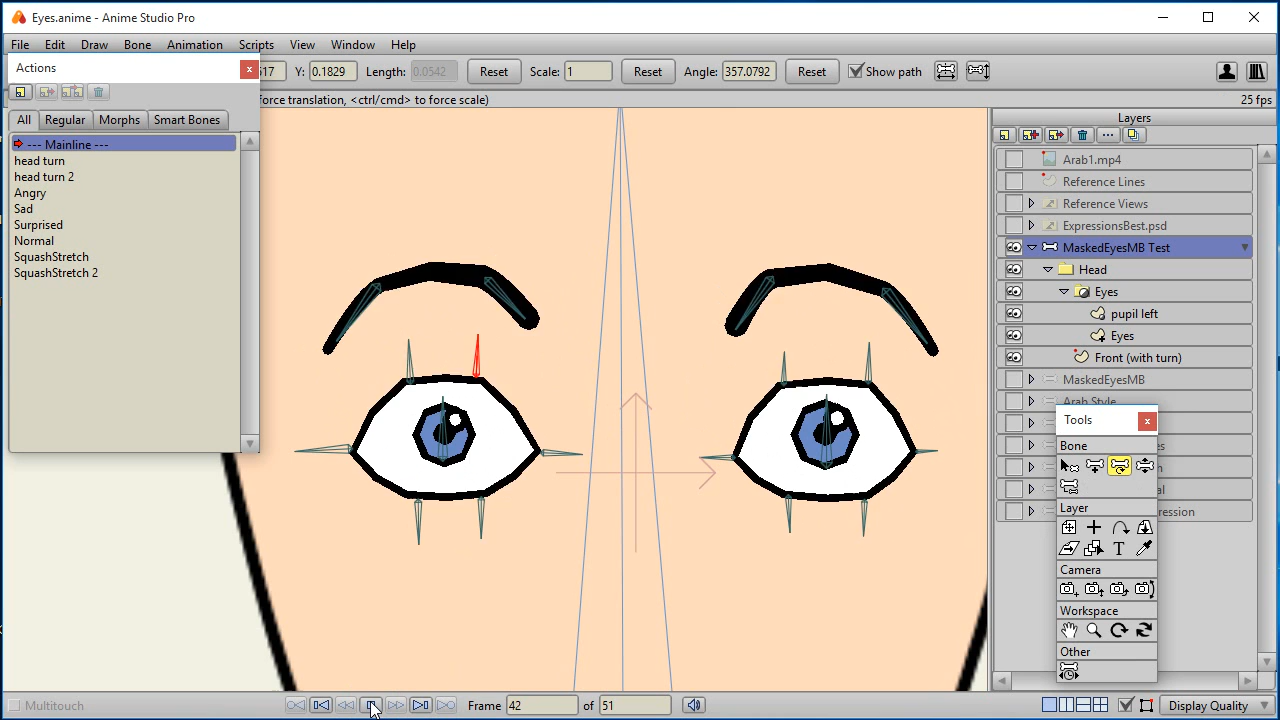 Eyes.anime - Anime Studio Pro
File Edit Draw Bone Animation Scripts View Window Help
Actions
Y: 0.1829 Length: 0.0542 Reset Scale: 1 Reset Angle: 357.0792 Reset Show path
force translation, <ctrl/cmd> to force scale)
25 fps
All Regular Morphs Smart Bones
--- Mainline ---
head turn
head turn 2
Angry
Sad
Surprised
Normal
SquashStretch
SquashStretch 2
Layers
Arab1.mp4
Reference Lines
Reference Views
ExpressionsBest.psd
MaskedEyesMB Test
Head
Eyes
pupil left
Eyes
Front (with turn)
MaskedEyesMB
Arab Style
Tools
Bone
Layer
Camera
Workspace
Other
Multitouch
Frame 42 of 51
Display Quality